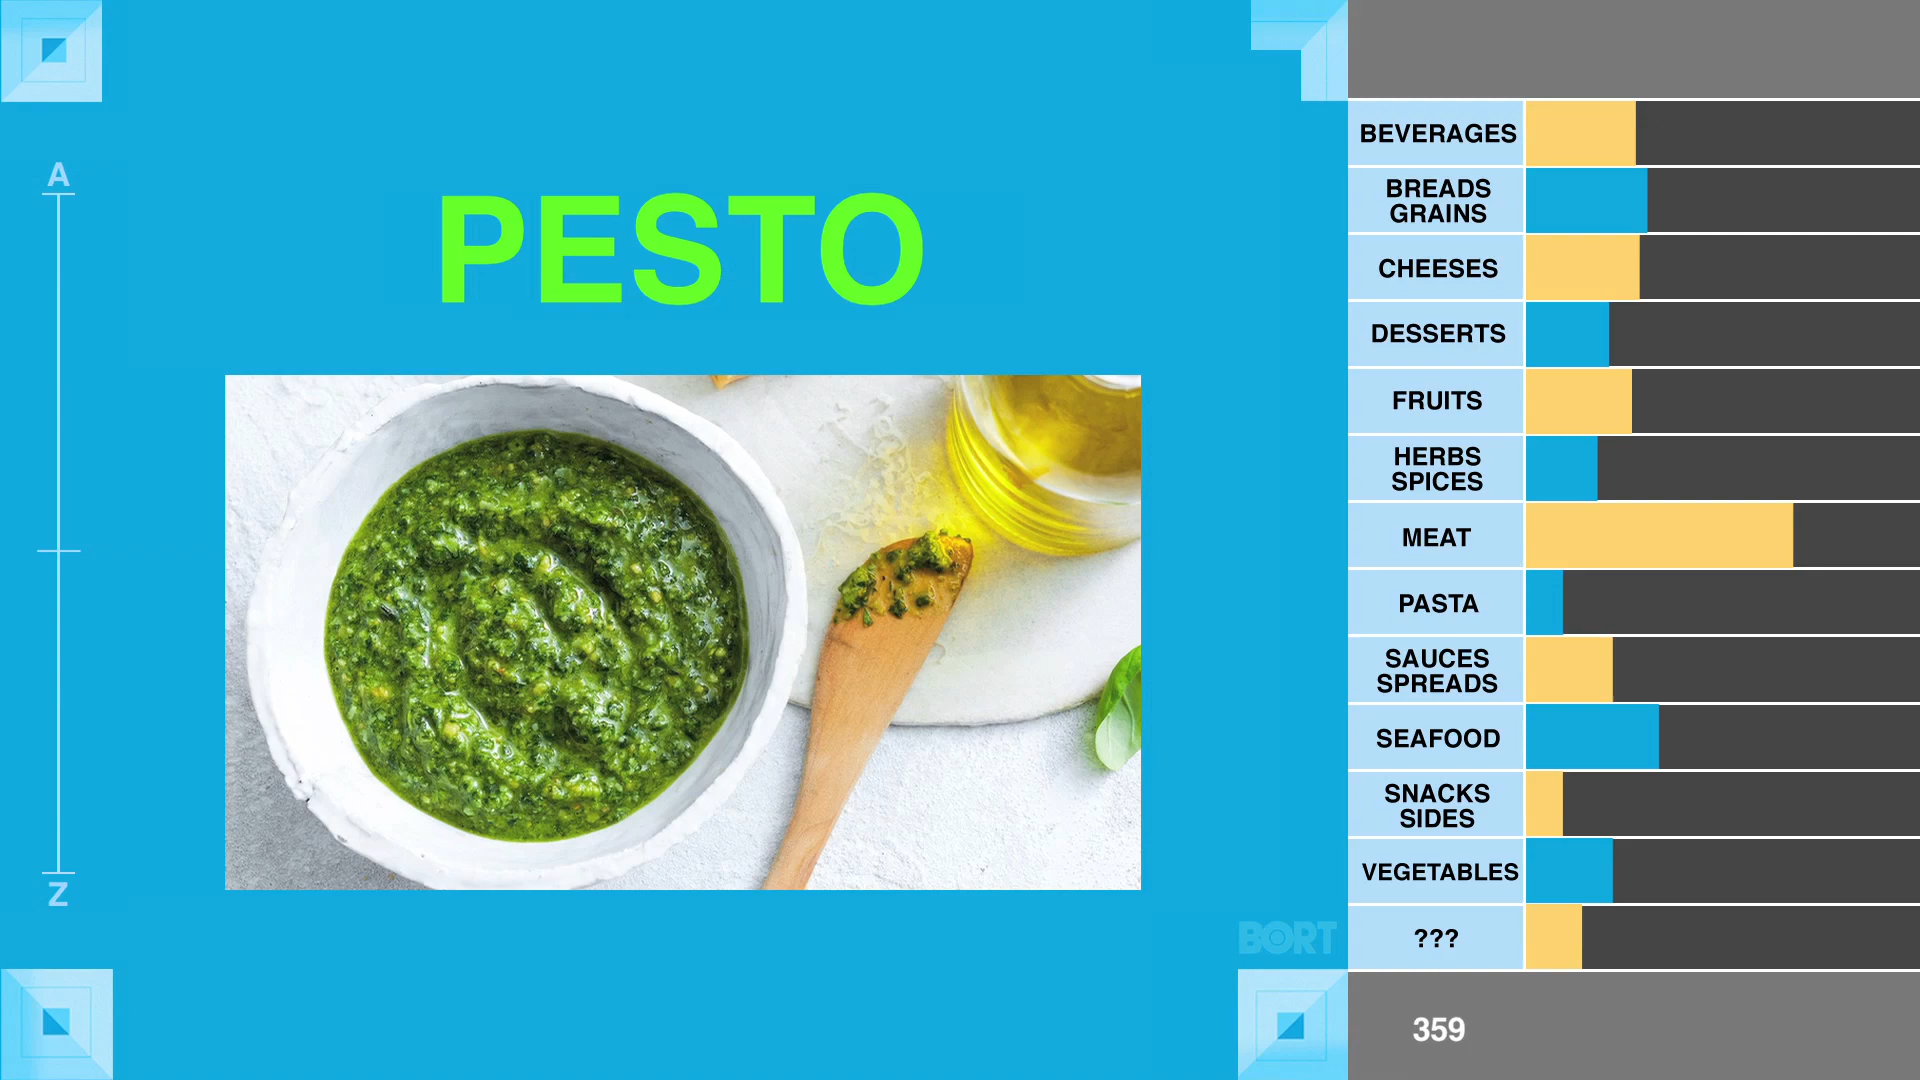 A
Z
PESTO
BORT
BEVERAGES
BREADS
GRAINS
CHEESES
DESSERTS
FRUITS
HERBS
SPICES
MEAT
PASTA
SAUCES
SPREADS
SEAFOOD
SNACKS
SIDES
VEGETABLES
???
359